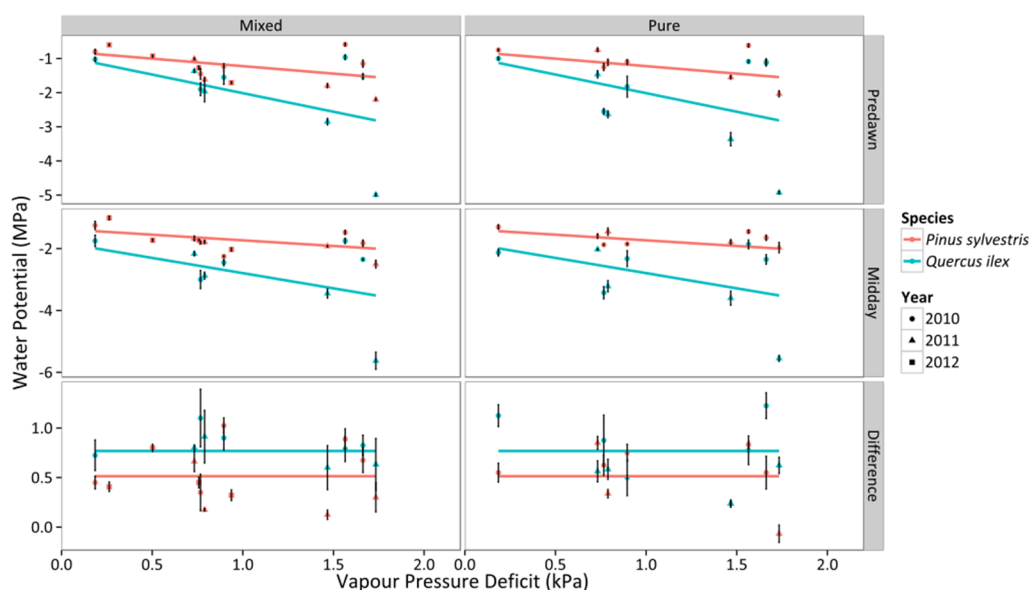 Mixed
Pure
Water Potential (MPa)
-1
-2
-3
-4
-5
Predawn
-2
-4
-6
Midday
1.0
0.5
0.0
Difference
0.0
0.5
1.0
1.5
2.0
0.0
0.5
1.0
1.5
2.0
Vapour Pressure Deficit (kPa)
Species
Pinus sylvestris
Quercus ilex
Year
2010
2011
2012